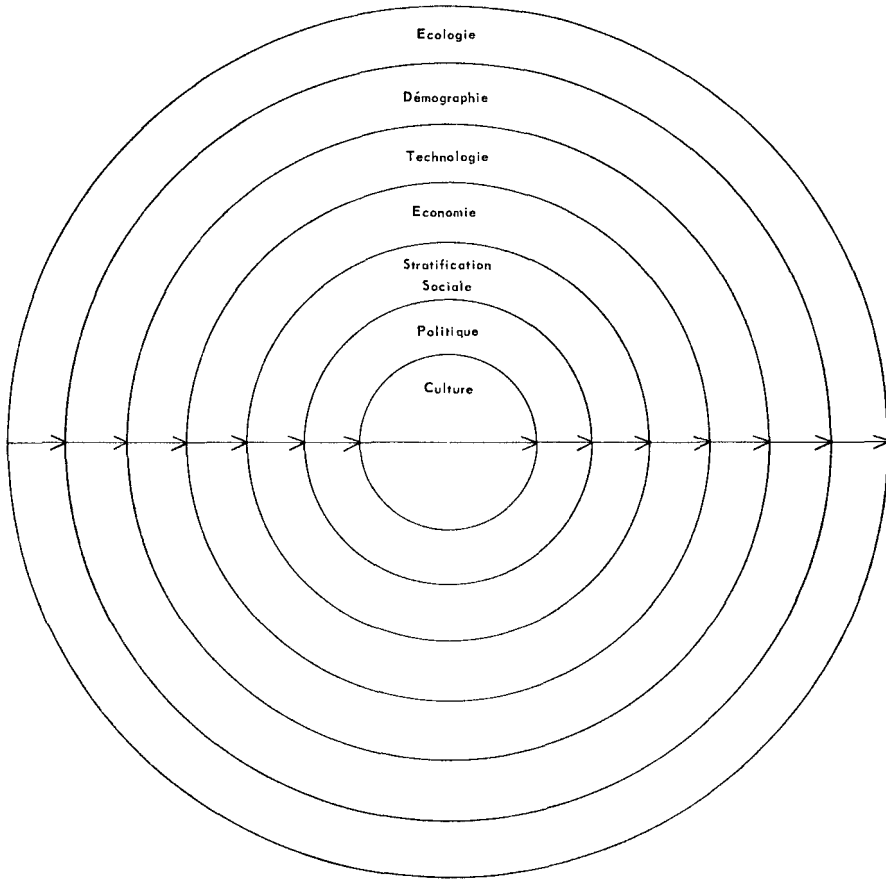 Ecologie
Démographie
Technologie
Economie
Stratification
Sociale
Politique
Culture